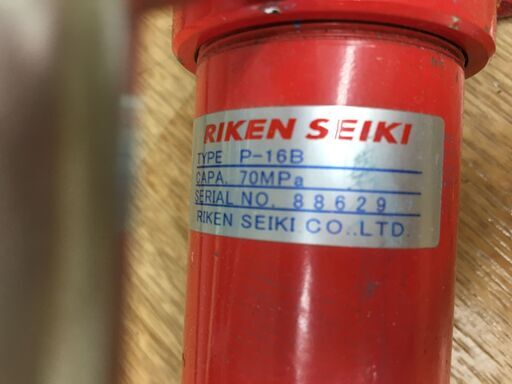 RIKEN SEIKI
TYPE P-16B
CAPA. 70MPa
SERIAL NO. 88629
RIKEN SEIKI CO.,LTD.